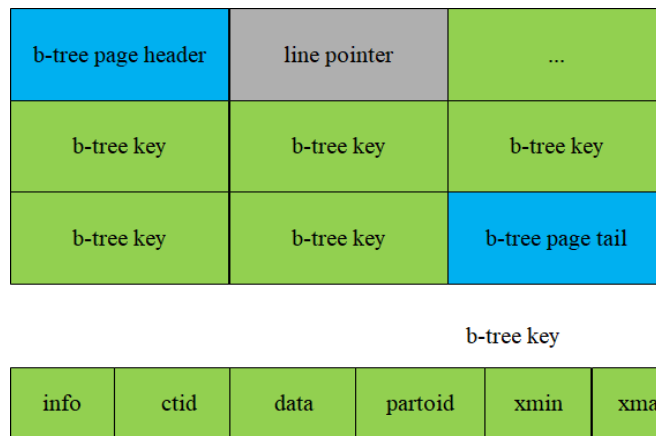 b-tree page header line pointer ...
b-tree key b-tree key b-tree key
b-tree key b-tree key b-tree page tail
b-tree key
info ctid data partoid xmin xma